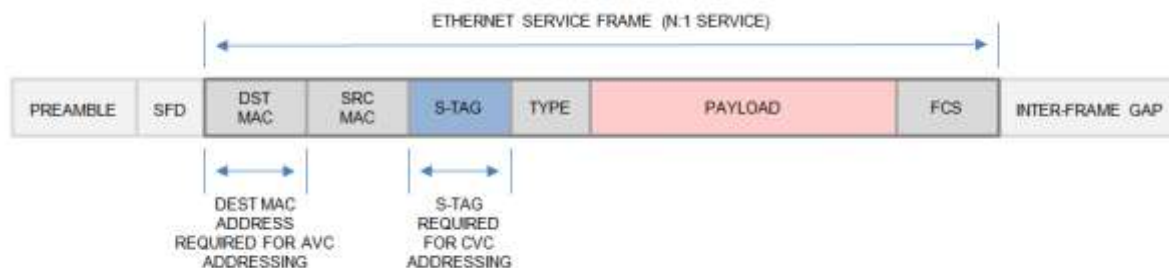 ETHERNET SERVICE FRAME (N:1 SERVICE)
PREAMBLE
SFD
DST
MAC
SRC
MAC
S-TAG
TYPE
PAYLOAD
FCS
INTER-FRAME GAP
DEST MAC
ADDRESS
REQUIRED FOR AVC
ADDRESSING
S-TAG
REQUIRED
FOR CVC
ADDRESSING